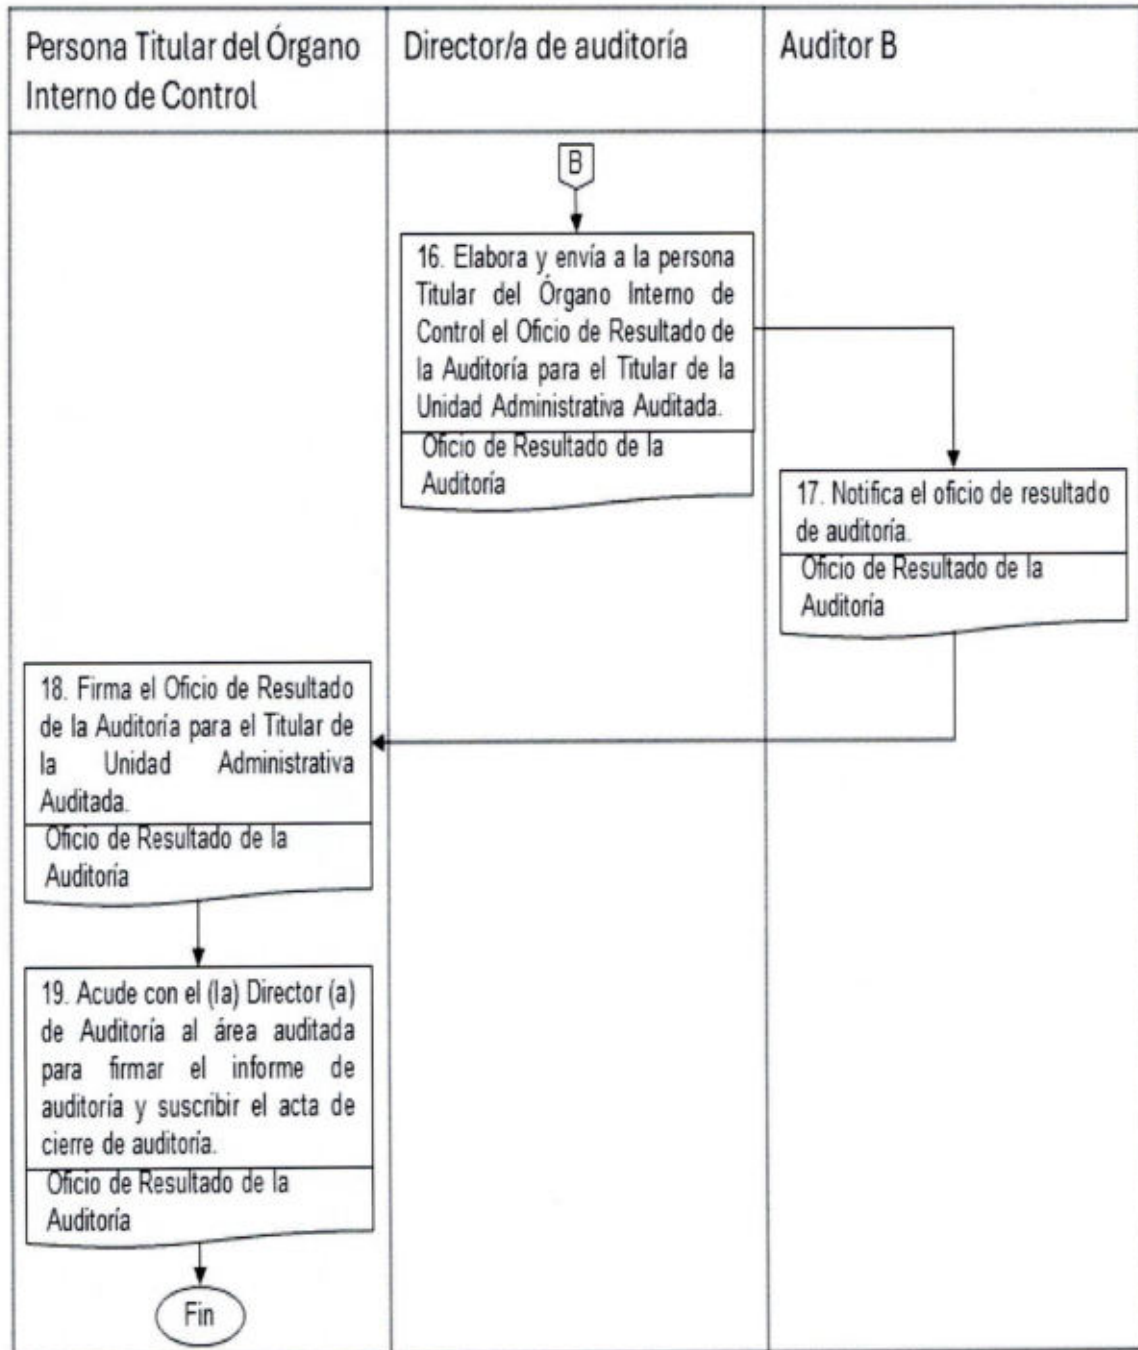 Persona Titular del Órgano
Interno de Control
Director/a de auditoría
Auditor B
B
16. Elabora y envía a la persona
Titular del Órgano Interno de
Control el Oficio de Resultado de
la Auditoría para el Titular de la
Unidad Administrativa Auditada.
Oficio de Resultado de la
Auditoría
17. Notifica el oficio de resultado
de auditoría.
Oficio de Resultado de la
Auditoría
18. Firma el Oficio de Resultado
de la Auditoría para el Titular de
la Unidad Administrativa
Auditada.
Oficio de Resultado de la
Auditoría
19. Acude con el (la) Director (a)
de Auditoría al área auditada
para firmar el informe de
auditoría y suscribir el acta de
cierre de auditoría.
Oficio de Resultado de la
Auditoría
Fin